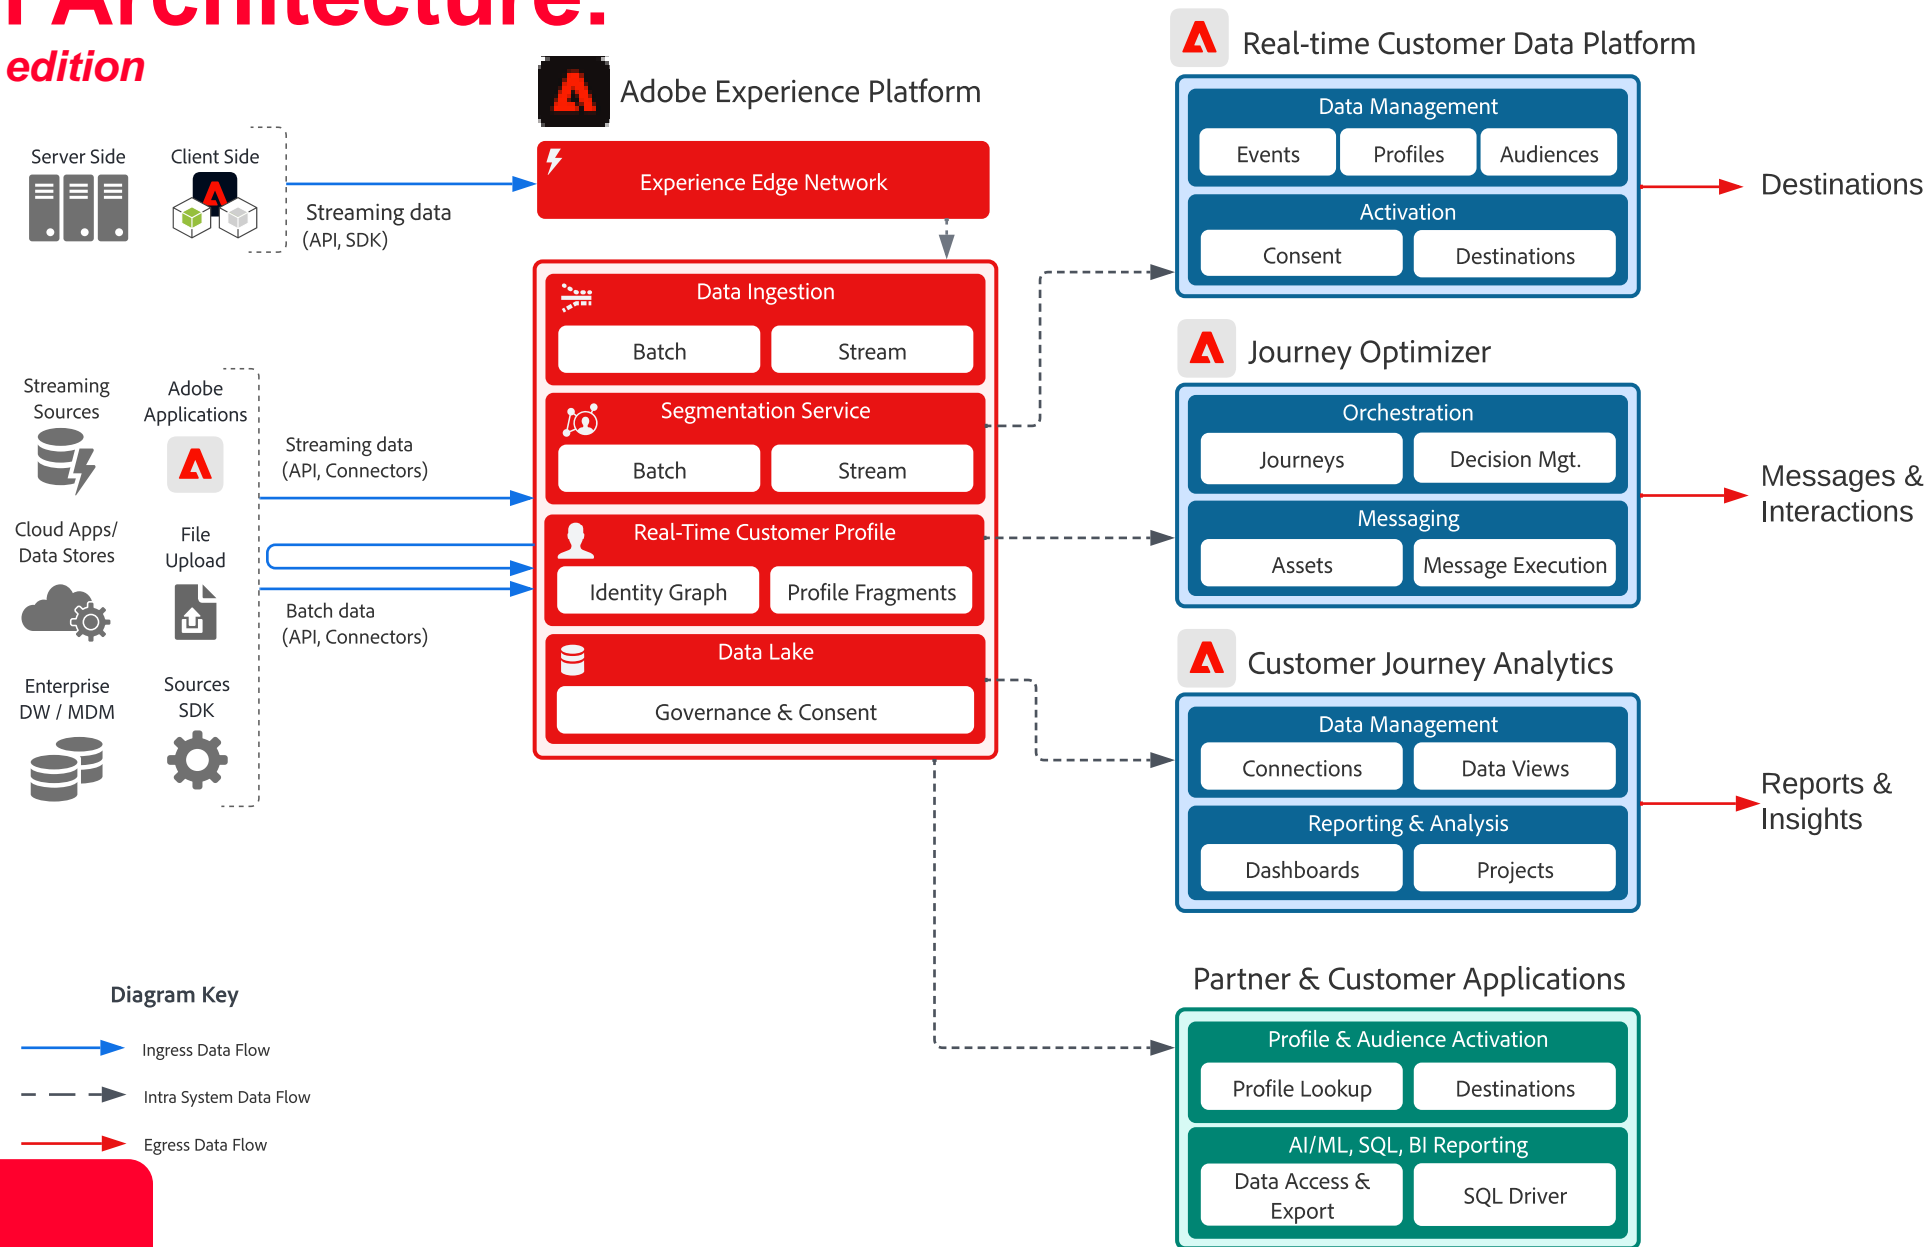 Architecture:
edition
Adobe Experience Platform
Server Side
Client Side
Streaming data
(API, SDK)
Experience Edge Network
Data Ingestion
Batch
Stream
Segmentation Service
Batch
Stream
Real-Time Customer Profile
Identity Graph
Profile Fragments
Data Lake
Governance & Consent
Streaming
Sources
Adobe
Applications
Streaming data
(API, Connectors)
Cloud Apps/
Data Stores
File
Upload
Batch data
(API, Connectors)
Enterprise
DW / MDM
Sources
SDK
Real-time Customer Data Platform
Data Management
Events
Profiles
Audiences
Activation
Consent
Destinations
Destinations
Journey Optimizer
Orchestration
Journeys
Decision Mgt.
Messaging
Assets
Message Execution
Messages &
Interactions
Customer Journey Analytics
Data Management
Connections
Data Views
Reporting & Analysis
Dashboards
Projects
Reports &
Insights
Partner & Customer Applications
Profile & Audience Activation
Profile Lookup
Destinations
AI/ML, SQL, BI Reporting
Data Access &
Export
SQL Driver
Diagram Key
Ingress Data Flow
Intra System Data Flow
Egress Data Flow